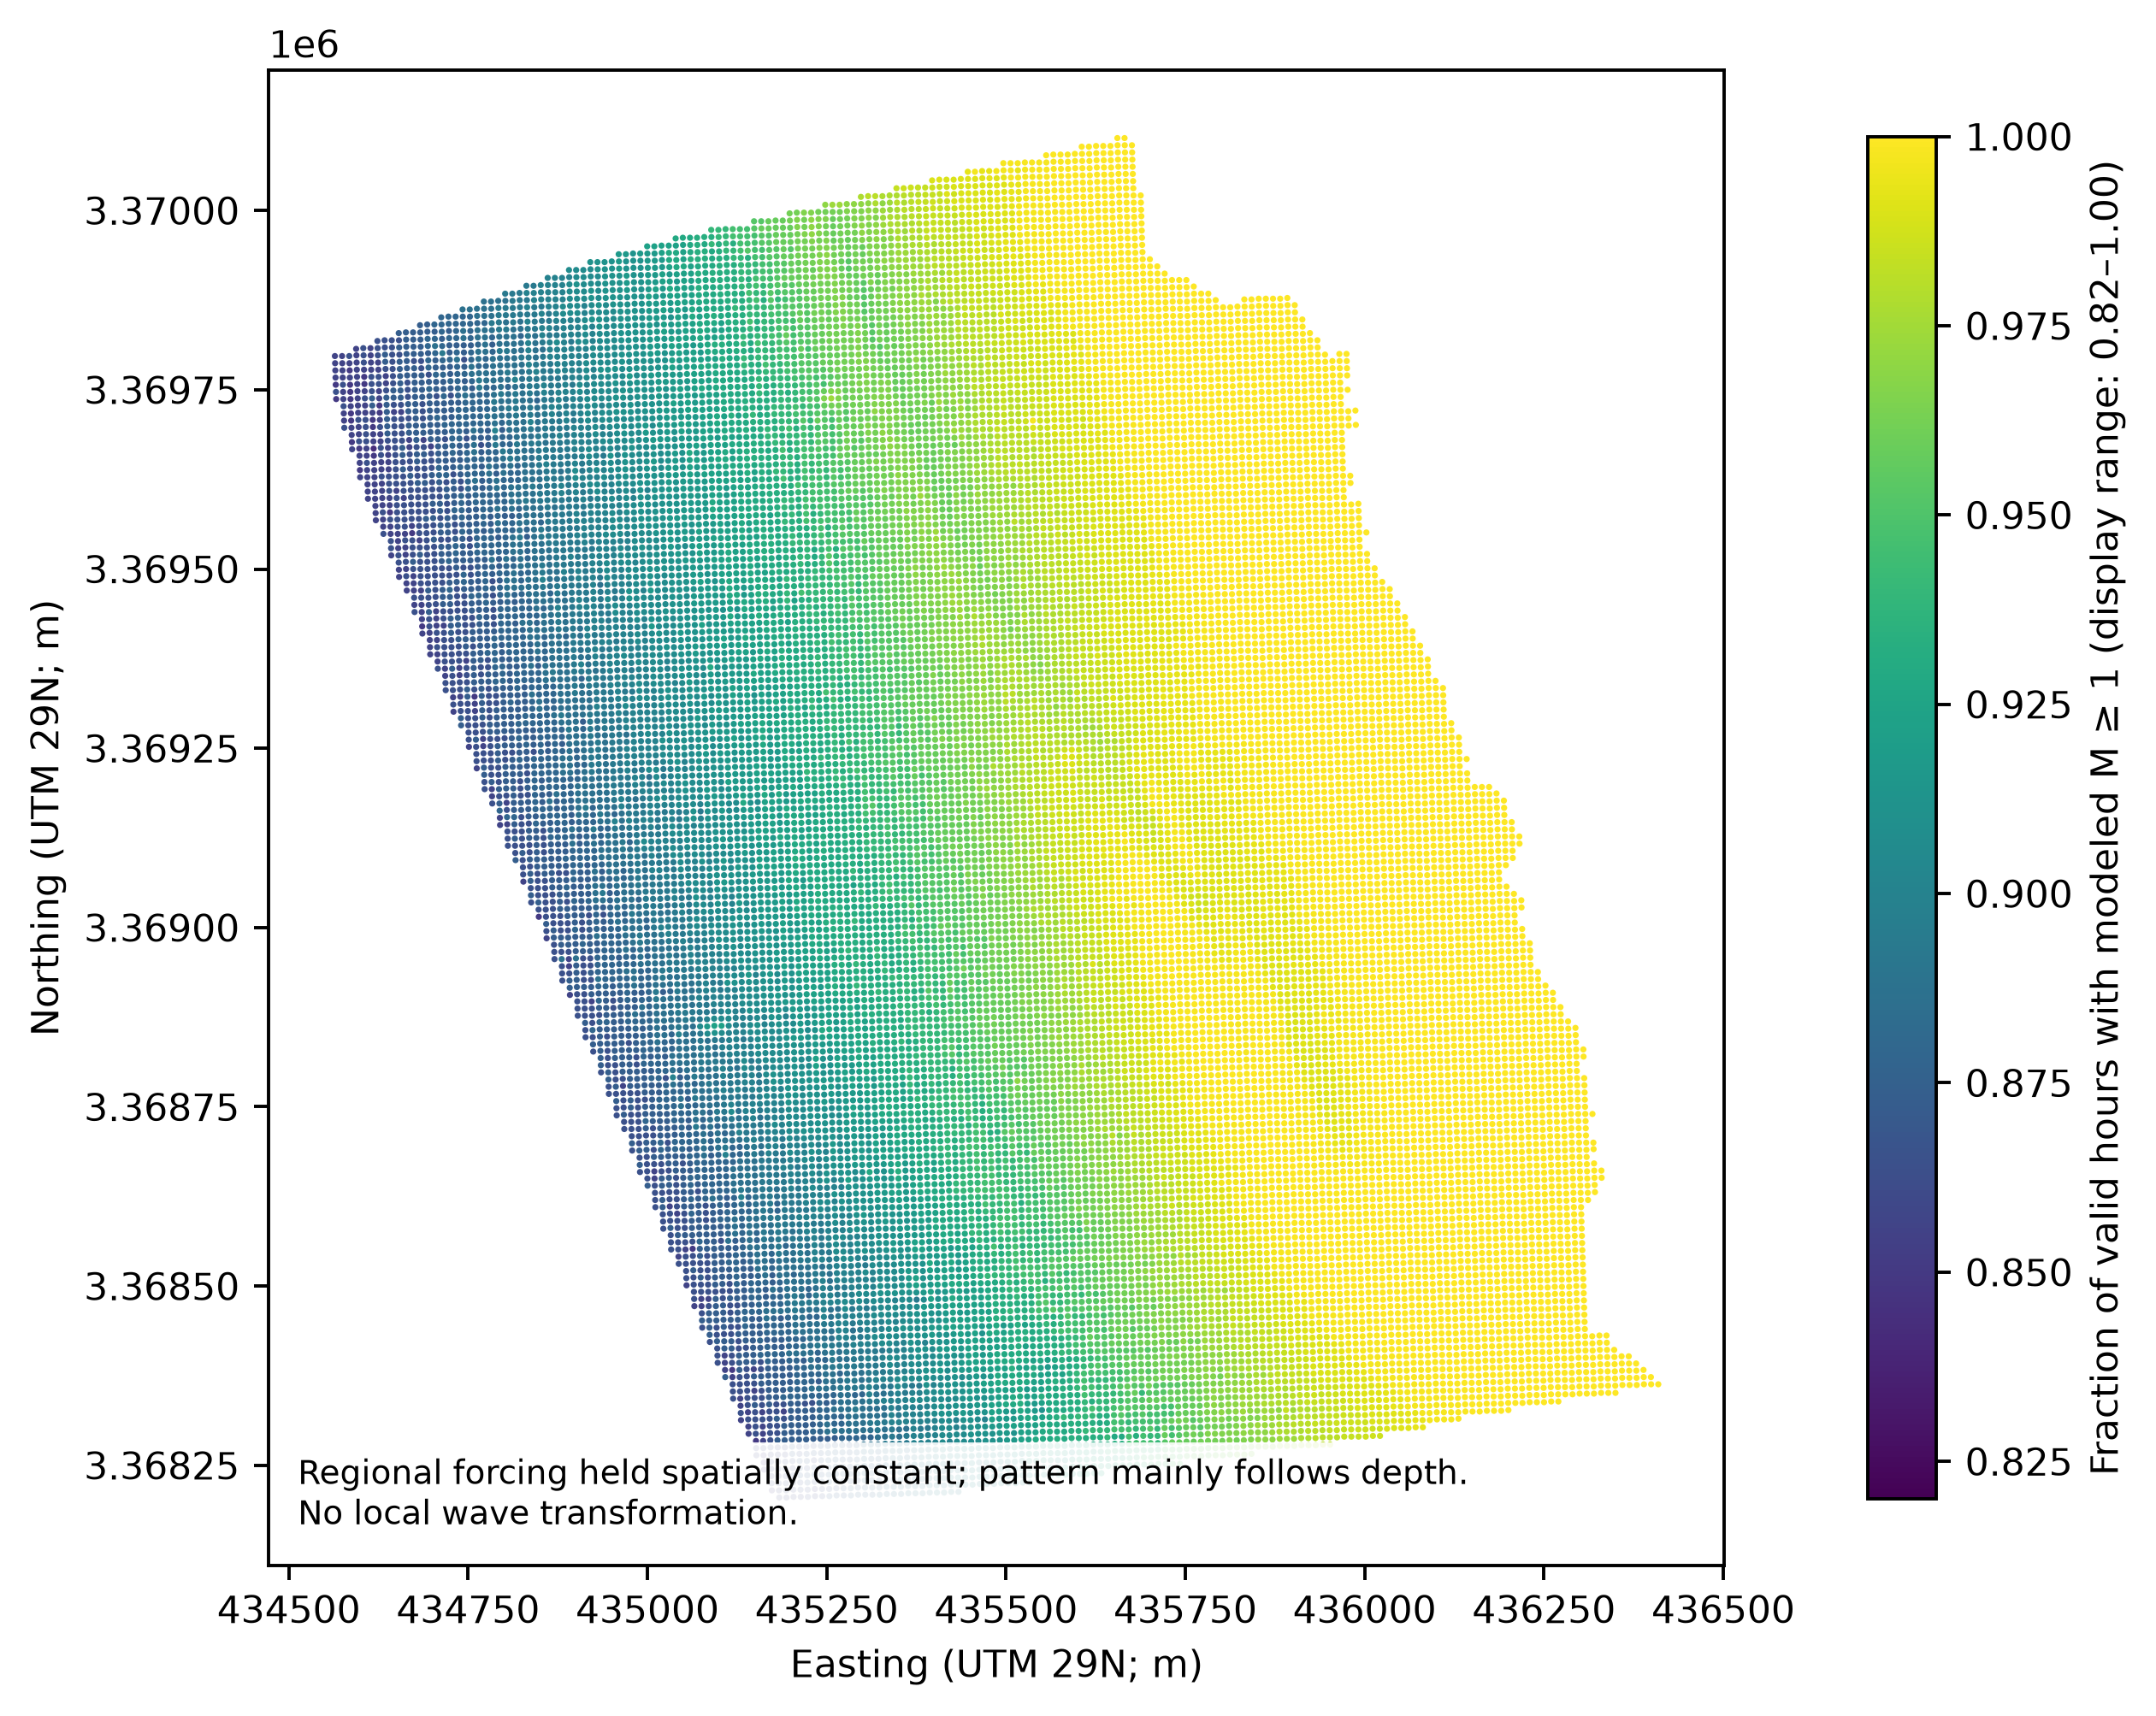 1e6
3.37000
3.36975
3.36950
3.36925
3.36900
3.36875
3.36850
3.36825
Northing (UTM 29N; m)
Regional forcing held spatially constant; pattern mainly follows depth.
No local wave transformation.
434500 434750 435000 435250 435500 435750 436000 436250 436500
Easting (UTM 29N; m)
1.000
0.975
0.950
0.925
0.900
0.875
0.850
0.825
Fraction of valid hours with modeled M ≥ 1 (display range: 0.82–1.00)